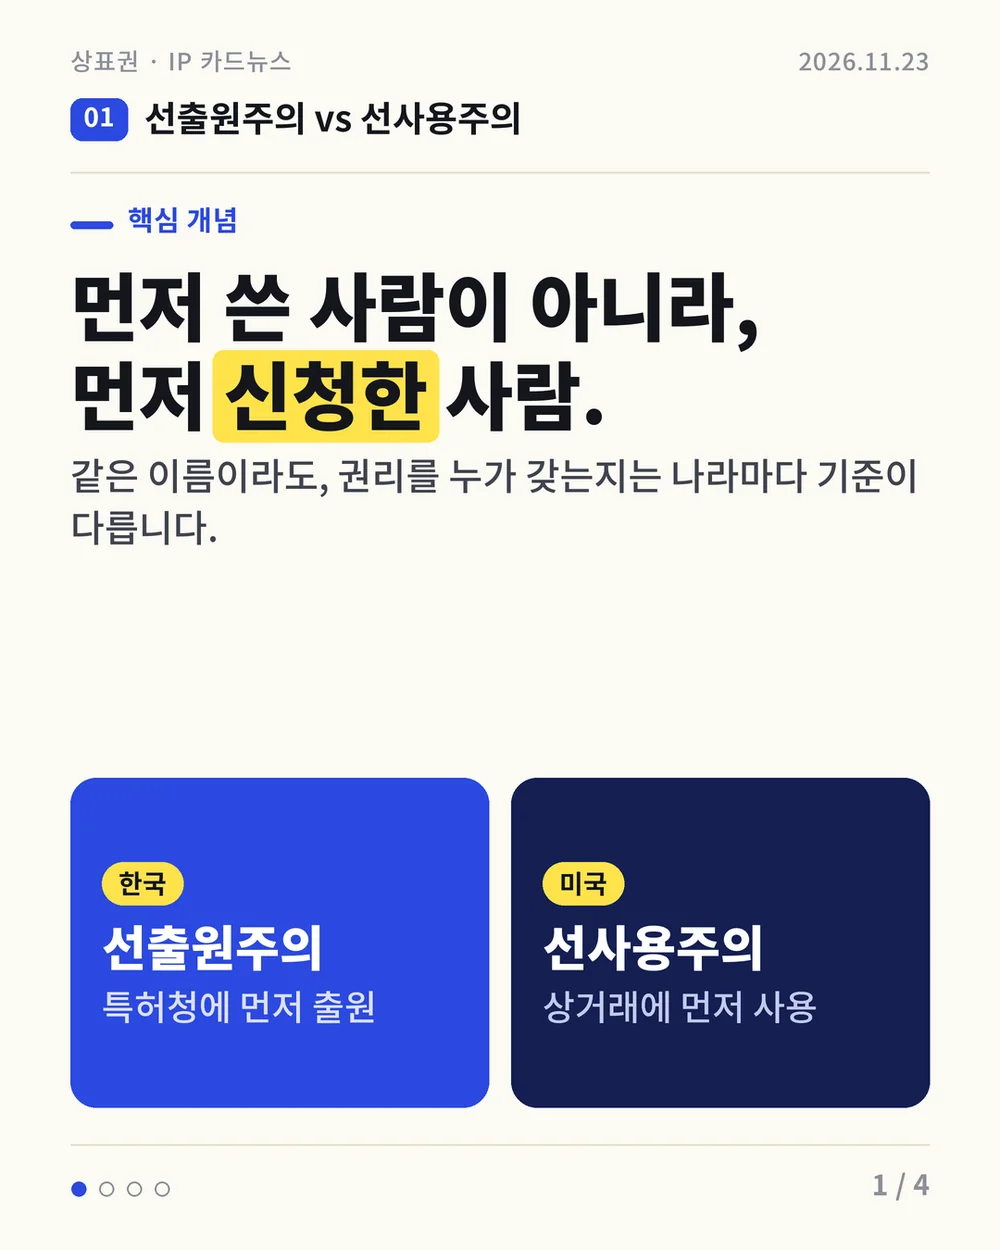 상표권 · IP 카드뉴스
2026.11.23
01 선출원주의 vs 선사용주의
핵심 개념
먼저 쓴 사람이 아니라,
먼저 신청한 사람.
같은 이름이라도, 권리를 누가 갖는지는 나라마다 기준이
다릅니다.
한국
선출원주의
특허청에 먼저 출원
미국
선사용주의
상거래에 먼저 사용
1 / 4